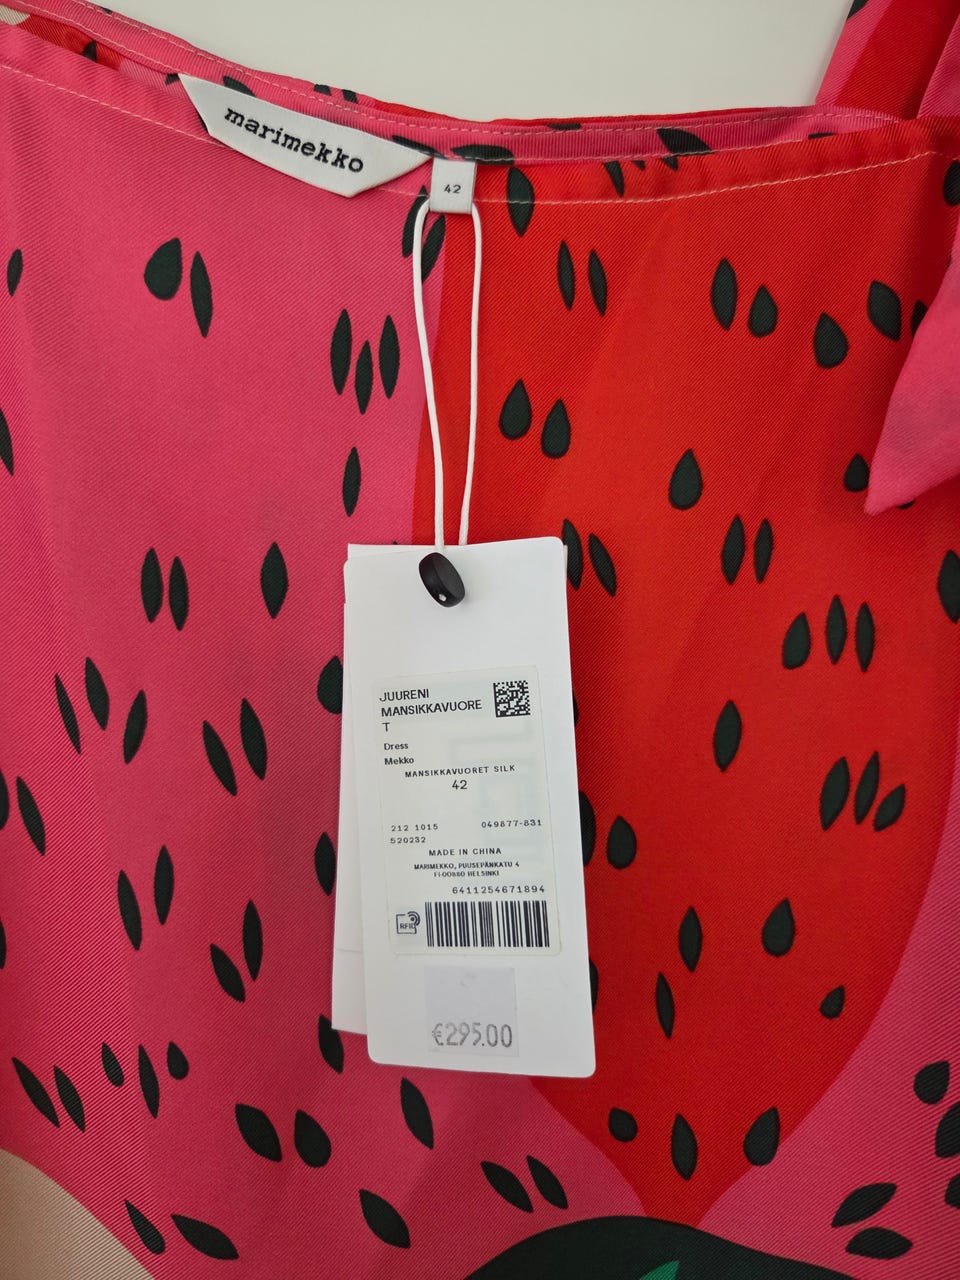 marimekko
42
JUURENI
MANSIKKAVUORE
T
Dress
Mekko
MANSIKKAVUORET SILK
42
212 1015 049877-831
520232
MADE IN CHINA
MARIMEKKO, PUUSEPÄNKATU 4
FI-00880 HELSINKI
6411254671894
RFID
€295.00